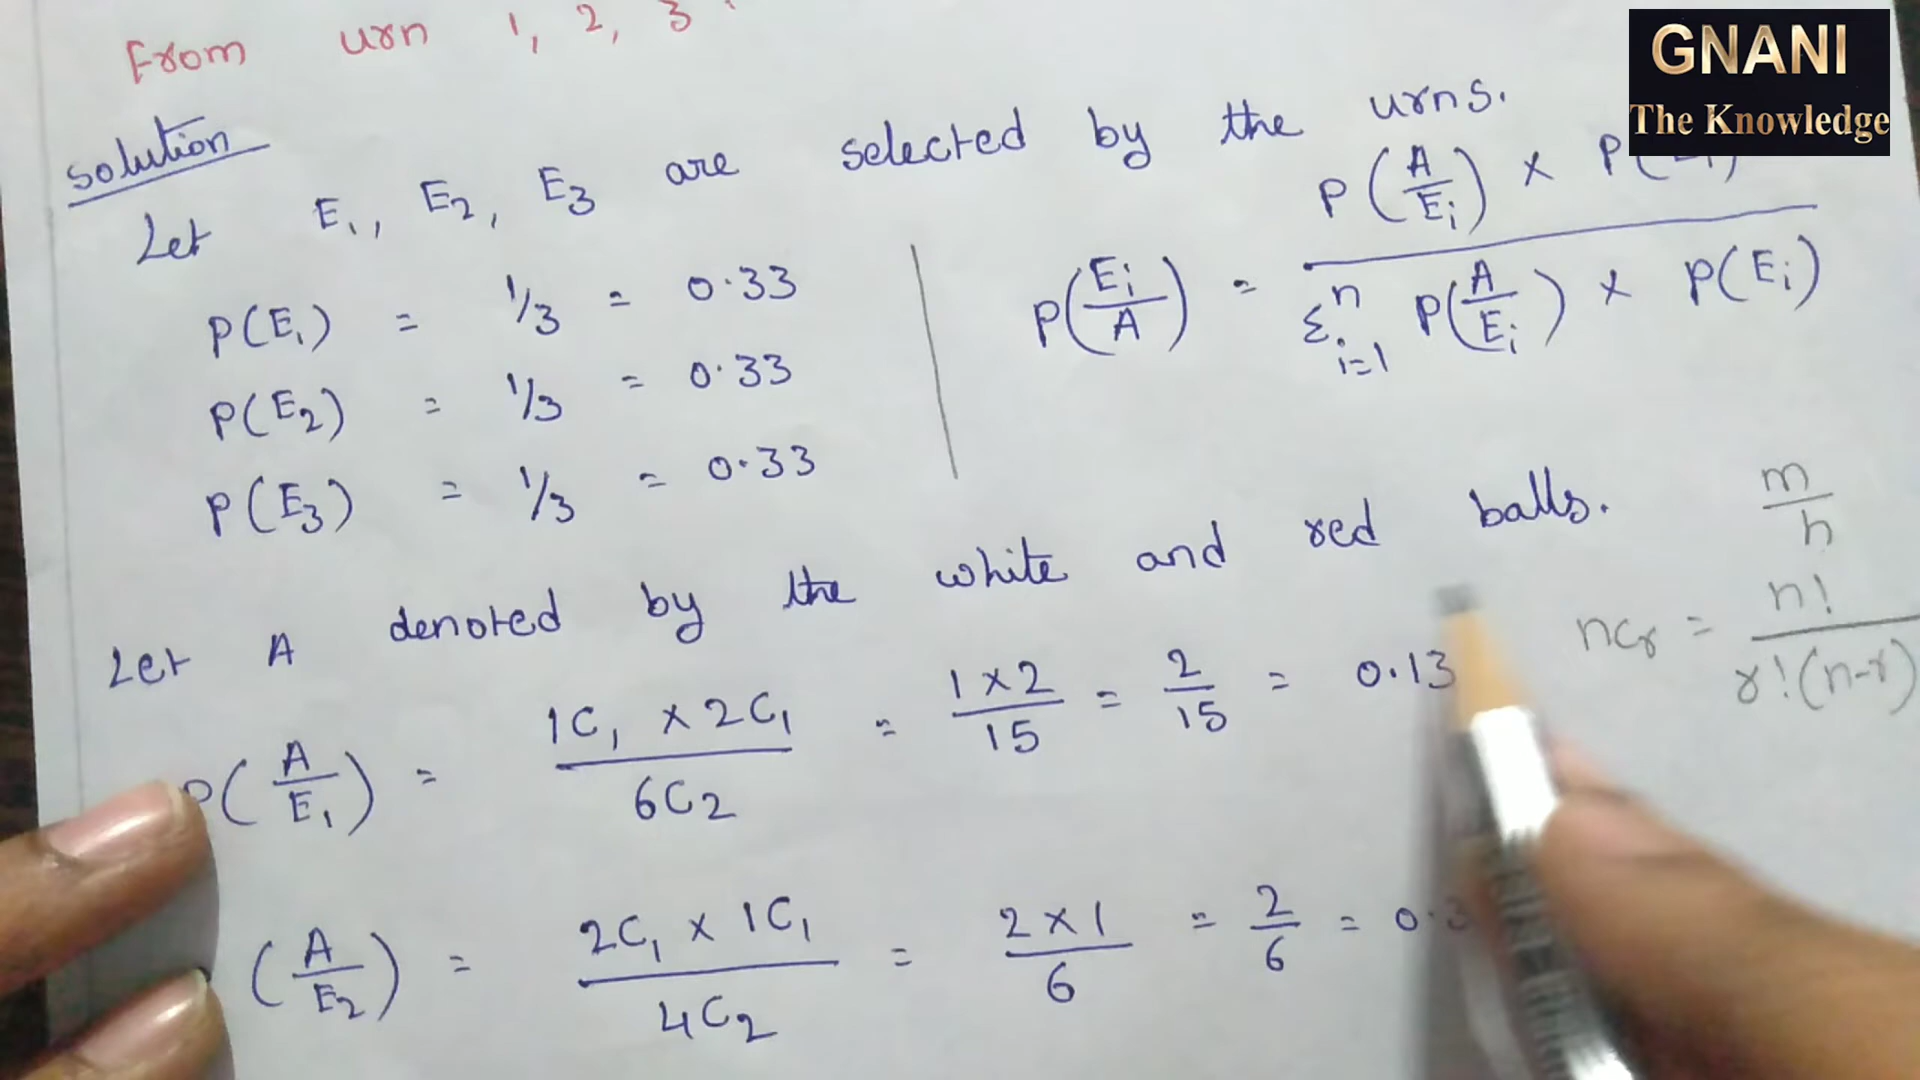 From urn 1, 2, 3
GNANI
The Knowledge
solution
Let E₁, E₂, E₃ are selected by the urns.
P(E₁) = 1/3 = 0.33
P(E₂) = 1/3 = 0.33
P(E₃) = 1/3 = 0.33
P(Ei/A) = P(A/Ei) × P( / Σⁿi=1 P(A/Ei) × P(Ei)
Let A denoted by the white and red balls.
m/n
nCr = n!/r!(n-r)
P(A/E₁) = 1C₁ × 2C₁ / 6C₂ = 1×2/15 = 2/15 = 0.13
(A/E₂) = 2C₁ × 1C₁ / 4C₂ = 2×1/6 = 2/6 = 0.